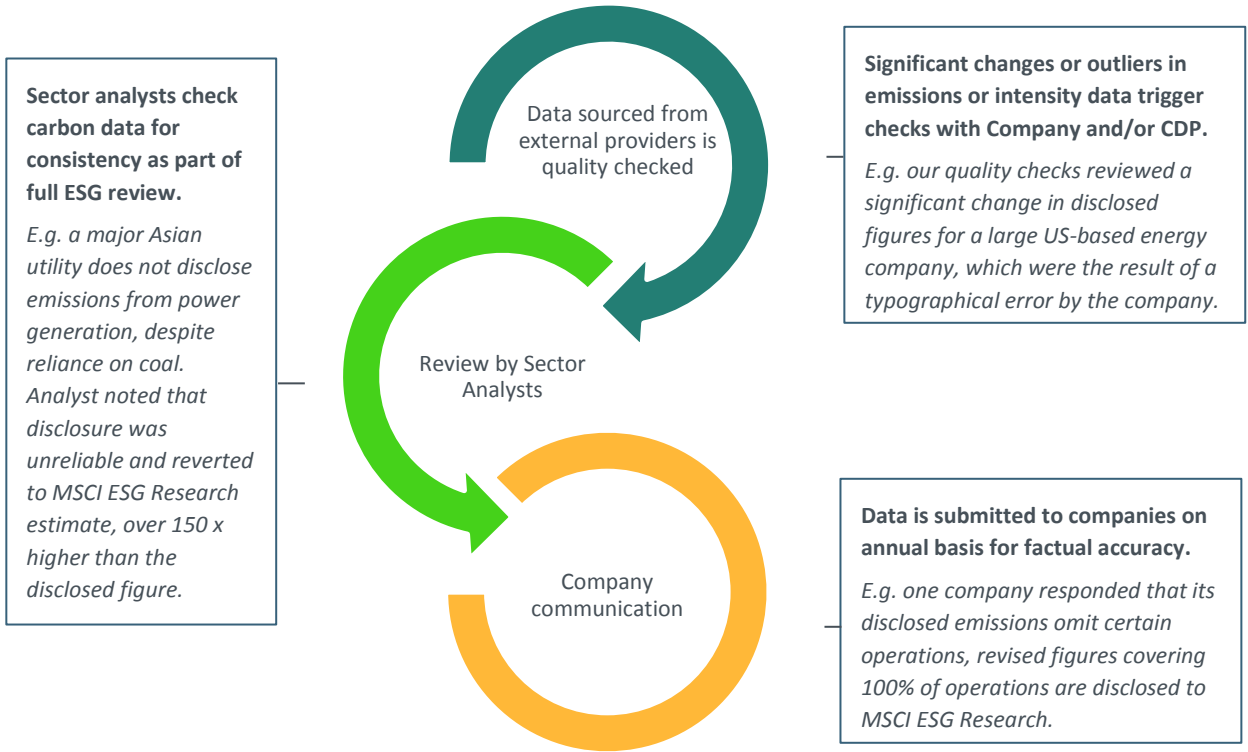 Data sourced from
external providers is
quality checked
Significant changes or outliers in
emissions or intensity data trigger
checks with Company and/or CDP.
E.g. our quality checks reviewed a
significant change in disclosed
figures for a large US-based energy
company, which were the result of a
typographical error by the company.
Sector analysts check
carbon data for
consistency as part of
full ESG review.
E.g. a major Asian
utility does not disclose
emissions from power
generation, despite
reliance on coal.
Analyst noted that
disclosure was
unreliable and reverted
to MSCI ESG Research
estimate, over 150 x
higher than the
disclosed figure.
Review by Sector
Analysts
Company
communication
Data is submitted to companies on
annual basis for factual accuracy.
E.g. one company responded that its
disclosed emissions omit certain
operations, revised figures covering
100% of operations are disclosed to
MSCI ESG Research.